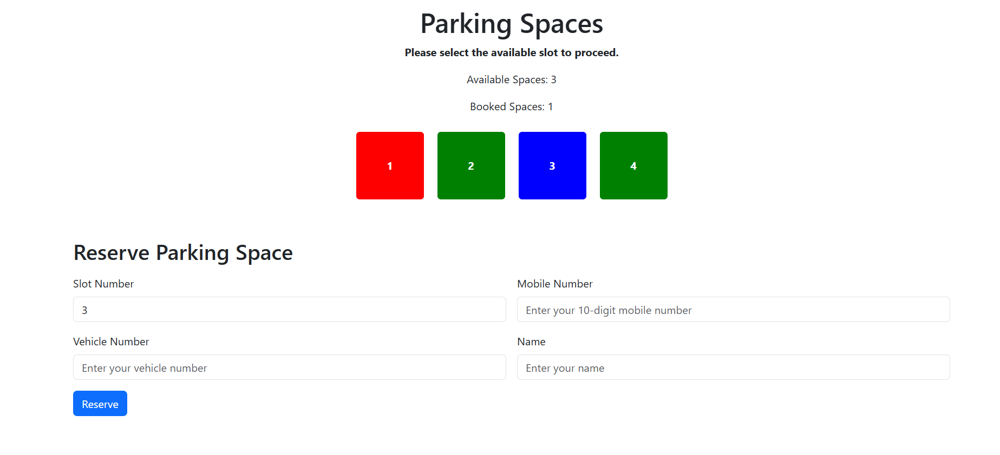 Parking Spaces
Please select the available slot to proceed.
Available Spaces: 3
Booked Spaces: 1
1 2 3 4
Reserve Parking Space
Slot Number Mobile Number
3 Enter your 10-digit mobile number
Vehicle Number Name
Enter your vehicle number Enter your name
Reserve